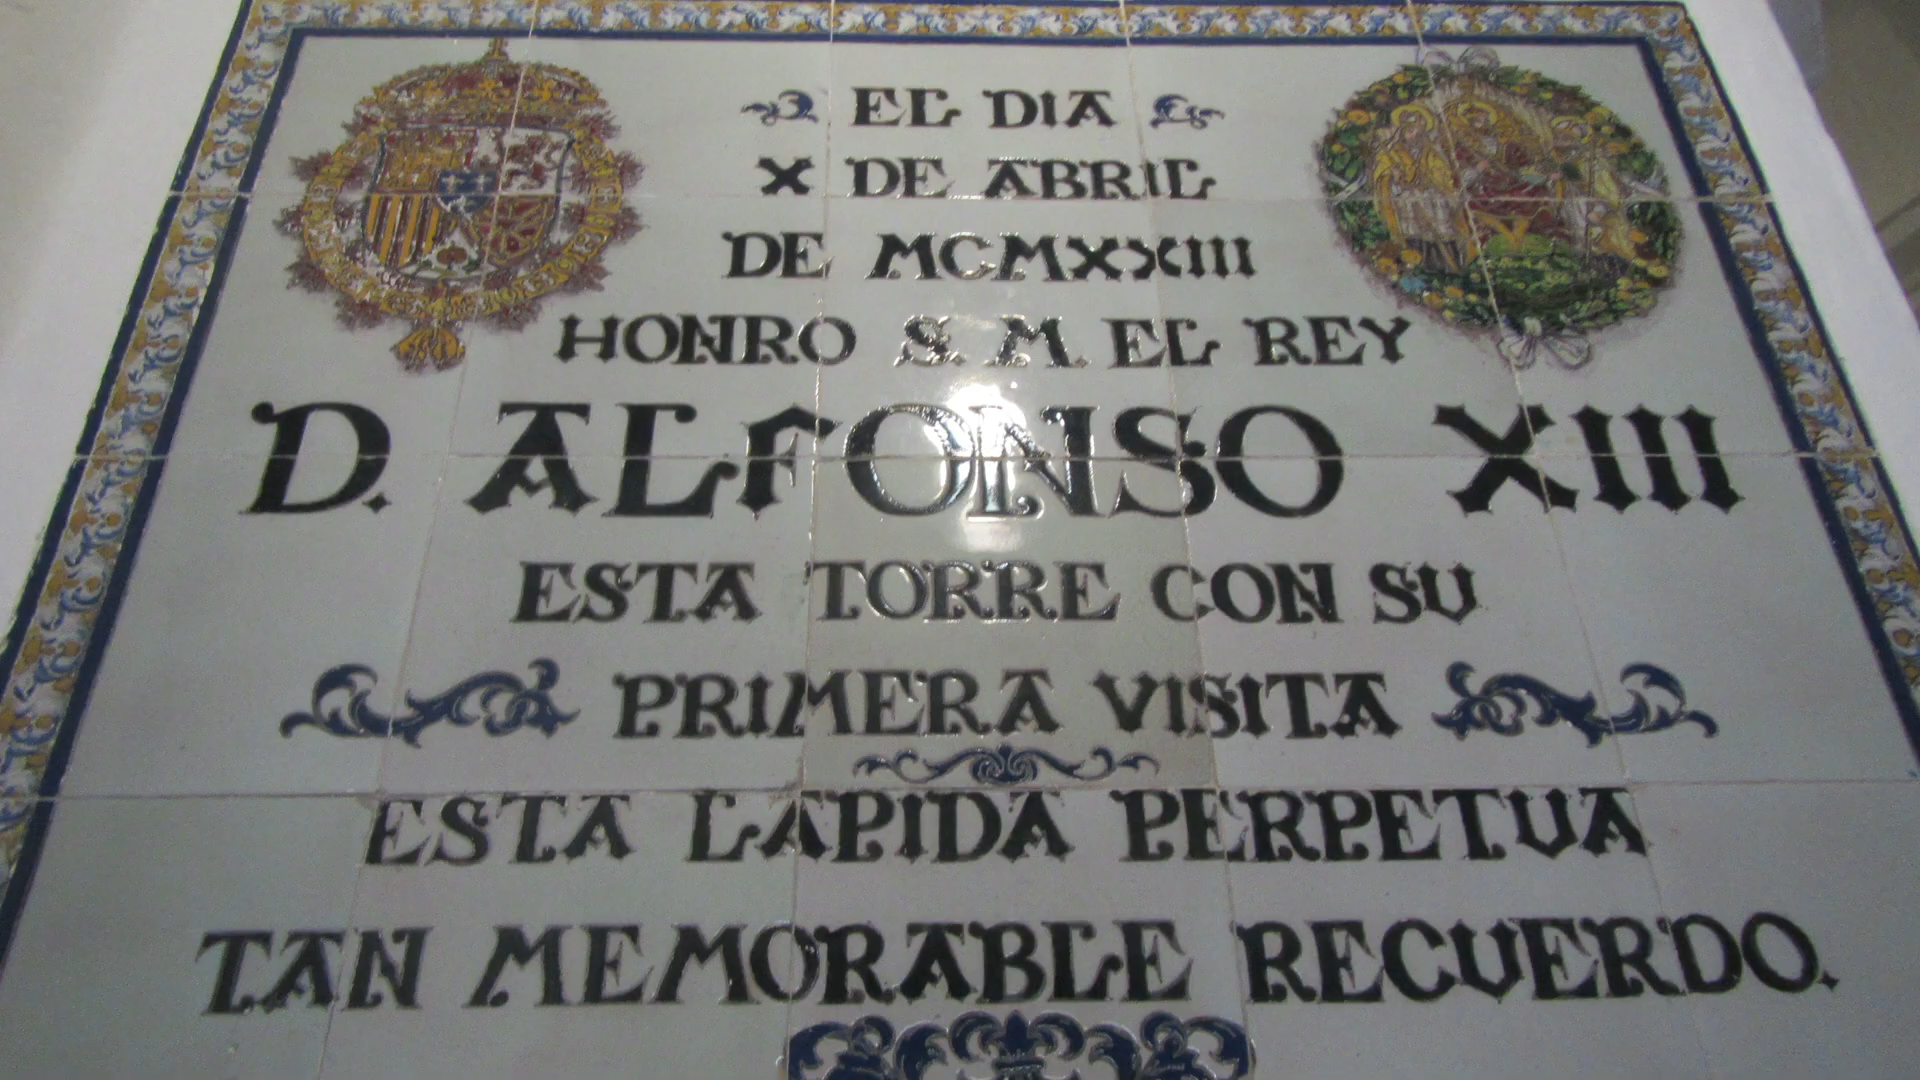 EL DIA
X DE ABRIL
DE MCMXXIII
HONRO S. M. EL REY
D. ALFONSO XIII
ESTA TORRE CON SU
PRIMERA VISITA
ESTA LAPIDA PERPETUA
TAN MEMORABLE RECUERDO.